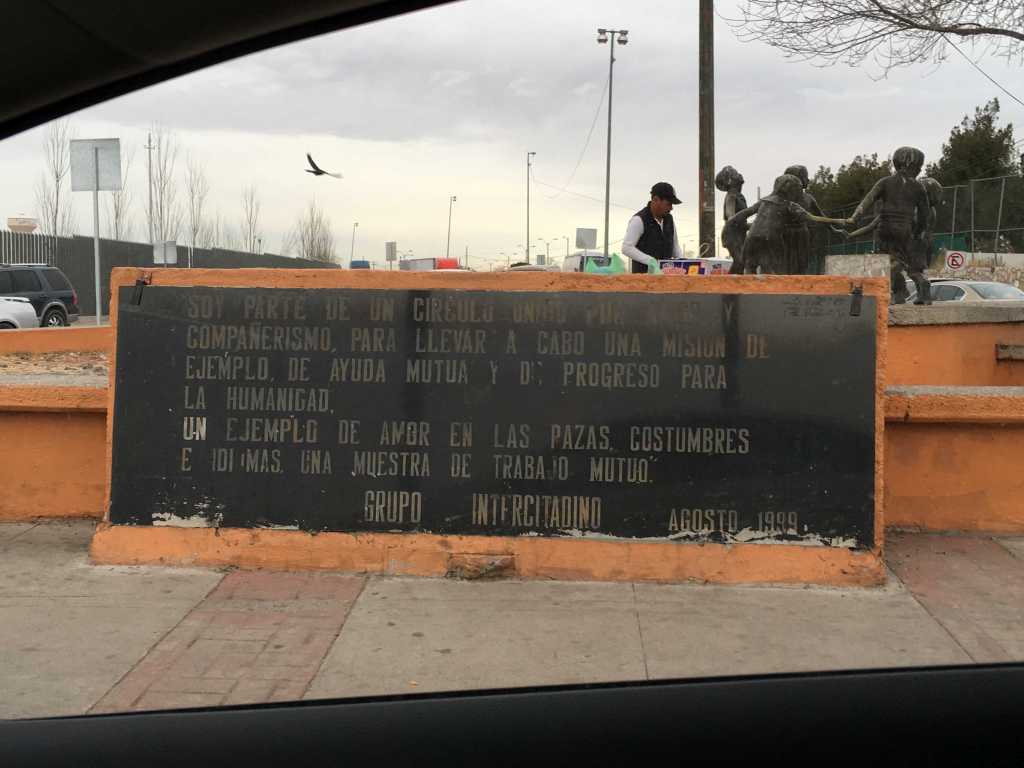 SOY PARTE DE UN CIRCULO UNIDO POR Y
COMPAÑERISMO, PARA LLEVAR A CABO UNA MISION DE
EJEMPLO, DE AYUDA MUTUA Y DE PROGRESO PARA
LA HUMANIDAD,
UN EJEMPLO DE AMOR EN LAS PAZAS, COSTUMBRES
E IDIOMAS, UNA MUESTRA DE TRABAJO MUTUO"
GRUPO INTERCITADINO AGOSTO 1999